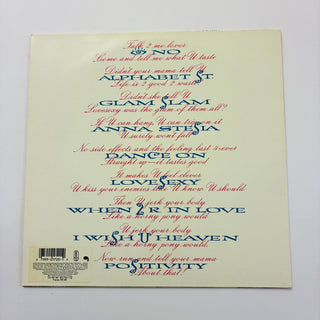 Talk 2 me lover
NO
Come and tell me what U taste
Didn't your mama tell U
ALPHABET ST.
Life is 2 good 2 waste
Didn't she tell U
GLAM SLAM
Lovesexy was the glam of them all?
If U can hang, U can trip on it
ANNA STESIA
U surely won't fall
No side effects and the feeling last 4-ever
DANCE ON
Straight up—it tastes good
It makes U feel clever
LOVESEXY
U kiss your enemies like U know U should
Then U jerk your body
WHEN 2 R IN LOVE
Like a horny pony would
U jerk your body
I WISH U HEAVEN
Like a horny pony would
Now run and tell your mama
POSITIVITY
About that!